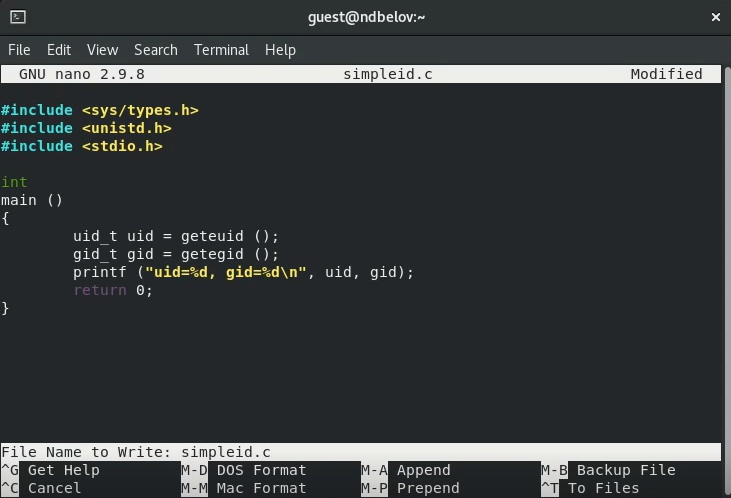 guest@ndbelov:~ ×
File Edit View Search Terminal Help
GNU nano 2.9.8 simpleid.c Modified
#include <sys/types.h>
#include <unistd.h>
#include <stdio.h>
int
main ()
{
uid_t uid = geteuid ();
gid_t gid = getegid ();
printf ("uid=%d, gid=%d\n", uid, gid);
return 0;
}
File Name to Write: simpleid.c
^G Get Help M-D DOS Format M-A Append M-B Backup File
^C Cancel M-M Mac Format M-P Prepend ^T To Files